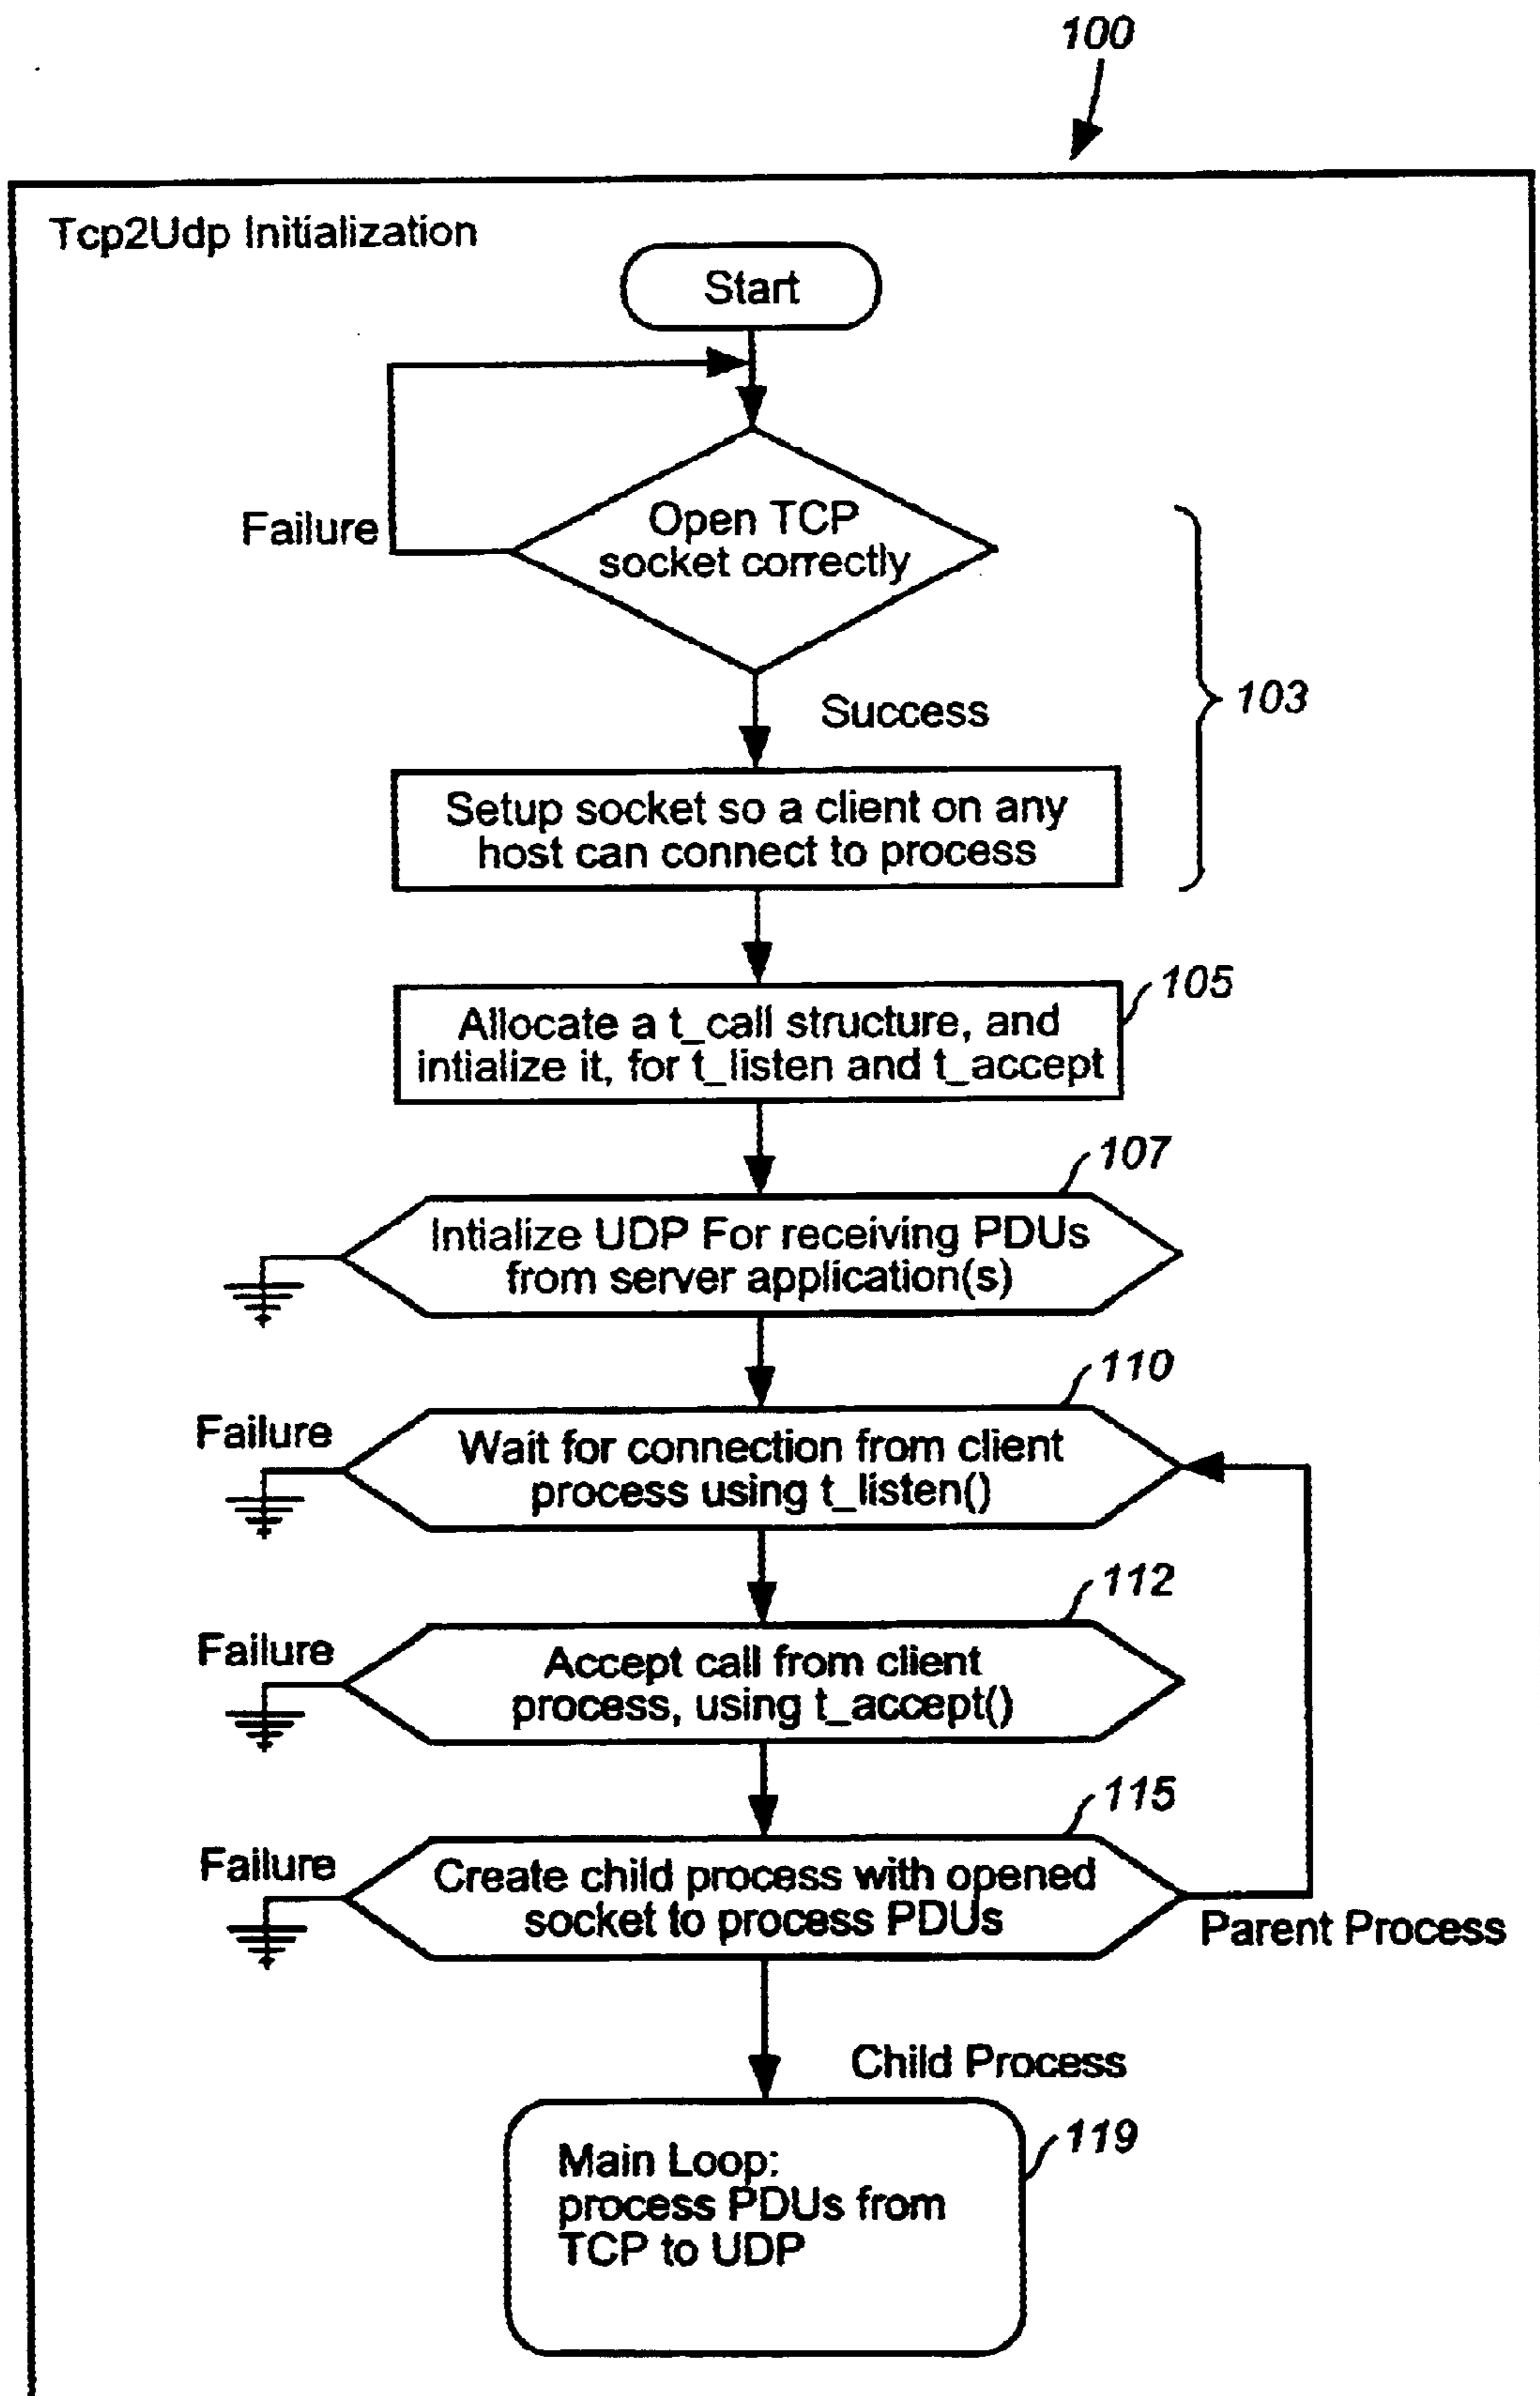 100
Tcp2Udp Initialization
Start
Failure
Open TCP
socket correctly
Success
103
Setup socket so a client on any
host can connect to process
105
Allocate a t_call structure, and
intialize it, for t_listen and t_accept
107
Intialize UDP For receiving PDUs
from server application(s)
110
Failure
Wait for connection from client
process using t_listen()
112
Failure
Accept call from client
process, using t_accept()
115
Failure
Create child process with opened
socket to process PDUs
Parent Process
Child Process
119
Main Loop:
process PDUs from
TCP to UDP